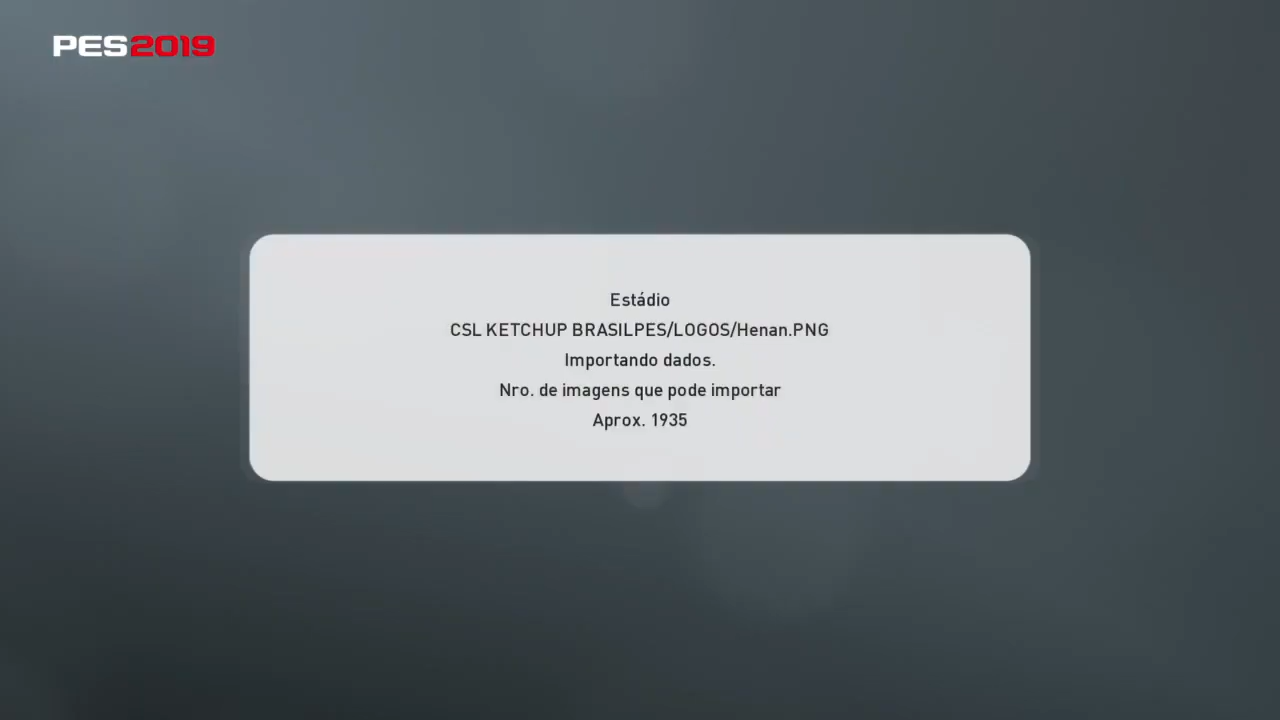 PES2019
Estádio
CSL KETCHUP BRASILPES/LOGOS/Henan.PNG
Importando dados.
Nro. de imagens que pode importar
Aprox. 1935